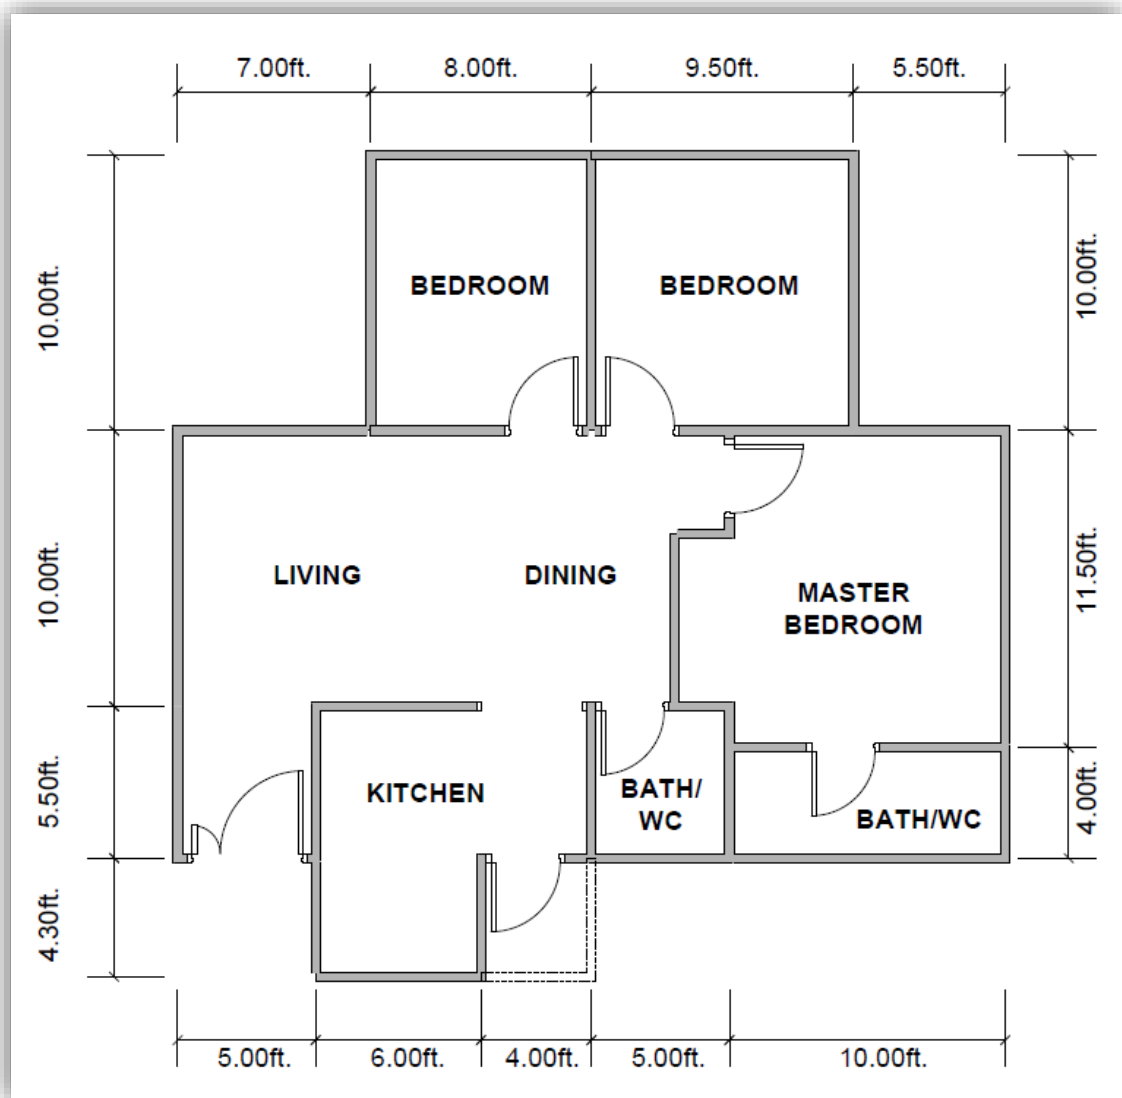 7.00ft.
8.00ft.
9.50ft.
5.50ft.
10.00ft.
10.00ft.
BEDROOM
BEDROOM
10.00ft.
11.50ft.
LIVING
DINING
MASTER
BEDROOM
5.50ft.
4.00ft.
KITCHEN
BATH/
WC
BATH/WC
4.30ft.
5.00ft.
6.00ft.
4.00ft.
5.00ft.
10.00ft.